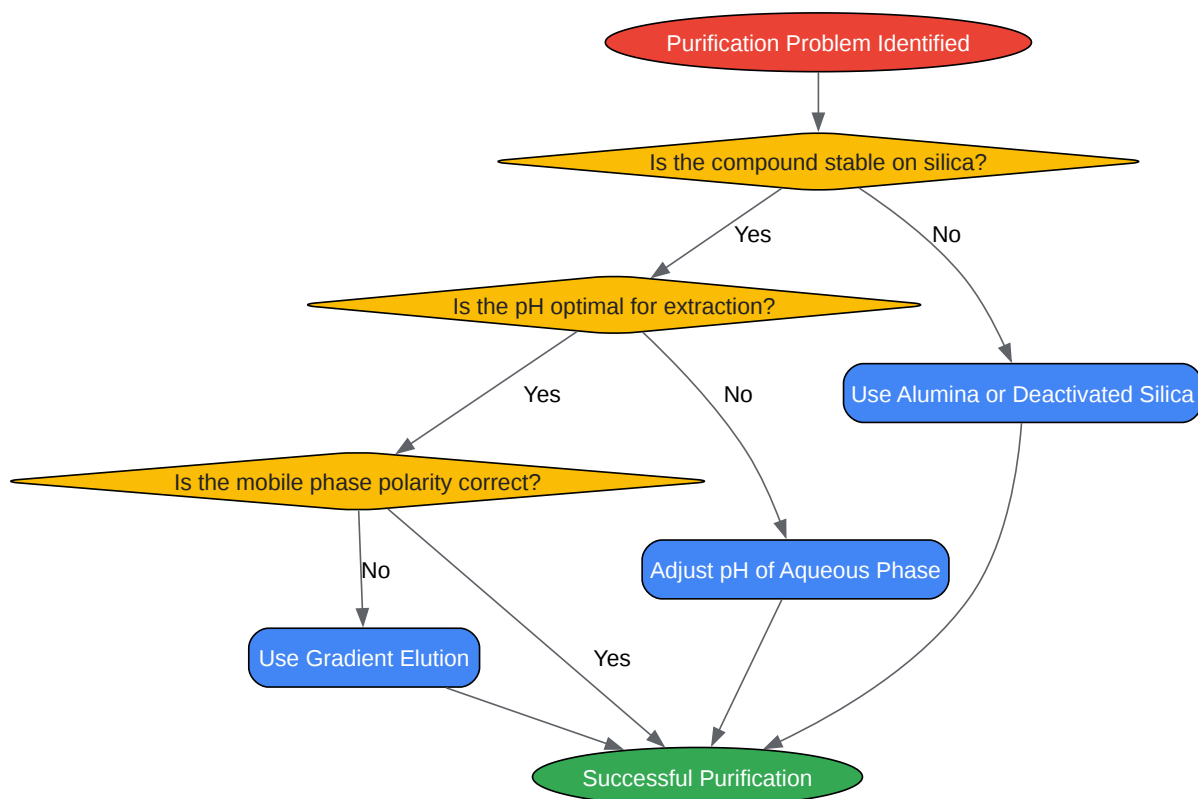 Purification Problem Identified
Is the compound stable on silica?
Yes
No
Is the pH optimal for extraction?
Yes
No
Use Alumina or Deactivated Silica
Is the mobile phase polarity correct?
No
Adjust pH of Aqueous Phase
Use Gradient Elution
Yes
Successful Purification